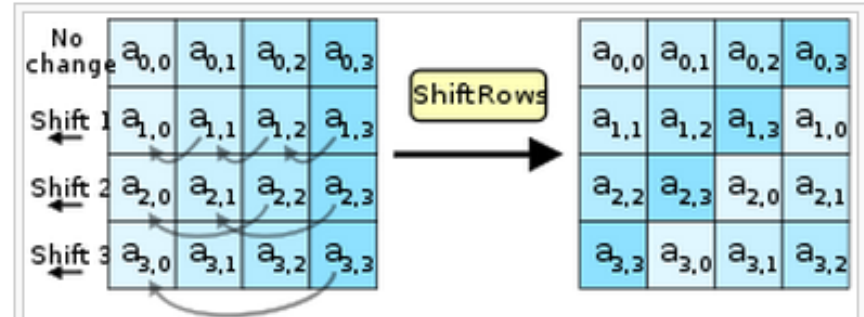 No change a0,0 a0,1 a0,2 a0,3 ShiftRows a0,0 a0,1 a0,2 a0,3
Shift 1 a1,0 a1,1 a1,2 a1,3 a1,1 a1,2 a1,3 a1,0
Shift 2 a2,0 a2,1 a2,2 a2,3 a2,2 a2,3 a2,0 a2,1
Shift 3 a3,0 a3,1 a3,2 a3,3 a3,3 a3,0 a3,1 a3,2